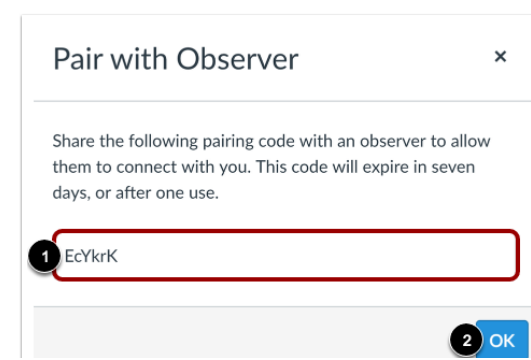 Pair with Observer ×
Share the following pairing code with an observer to allow
them to connect with you. This code will expire in seven
days, or after one use.
1 EcYkrK
2 OK